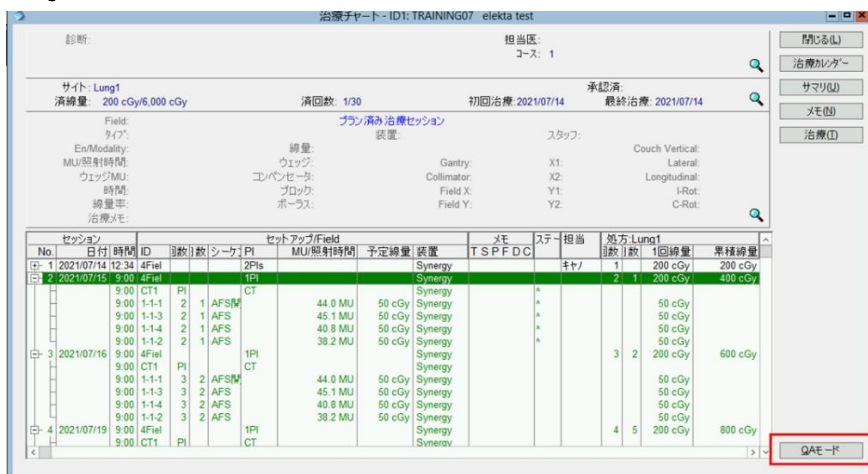 治療チャート - ID1: TRAINING07 elekta test
診断:
担当医:
コース: 1
閉じる(L)
治療カレンダー
サマリ(U)
メモ(N)
治療(T)
サイト: Lung1
承認済:
済線量: 200 cGy/6,000 cGy 済回数: 1/30 初回治療: 2021/07/14 最終治療: 2021/07/14
プラン済み治療セッション
Field:
タイプ: 装置: スタッフ:
En/Modality: 線量: Couch Vertical:
MU/照射時間: ウェッジ: Gantry: X1: Lateral:
ウェッジMU: コンペンセータ: Collimator: X2: Longitudinal:
時間: ブロック: Field X: Y1: I-Rot:
線量率: ボーラス: Field Y: Y2: C-Rot:
治療メモ:
セッション セットアップ/Field メモ ステー 担当 処方:Lung1
No. 日付 時間 ID 回数 数 シーケン PI MU/照射時間 予定線量 装置 T S P F D C 回数 数 1回線量 累積線量
1 2021/07/14 12:34 4Fiel 2PIs Synergy キャノ 1 200 cGy 200 cGy
2 2021/07/15 9:00 4Fiel 1PI Synergy 2 1 200 cGy 400 cGy
9:00 CT1 PI CT Synergy A
9:00 1-1-1 2 1 AFS開 44.0 MU 50 cGy Synergy A 50 cGy
9:00 1-1-3 2 1 AFS 45.1 MU 50 cGy Synergy A 50 cGy
9:00 1-1-4 2 1 AFS 40.8 MU 50 cGy Synergy A 50 cGy
9:00 1-1-2 2 1 AFS 38.2 MU 50 cGy Synergy A 50 cGy
3 2021/07/16 9:00 4Fiel 1PI Synergy 3 2 200 cGy 600 cGy
9:00 CT1 PI CT Synergy
9:00 1-1-1 3 2 AFS開 44.0 MU 50 cGy Synergy 50 cGy
9:00 1-1-3 3 2 AFS 45.1 MU 50 cGy Synergy 50 cGy
9:00 1-1-4 3 2 AFS 40.8 MU 50 cGy Synergy 50 cGy
9:00 1-1-2 3 2 AFS 38.2 MU 50 cGy Synergy 50 cGy
4 2021/07/19 9:00 4Fiel 1PI Synergy 4 5 200 cGy 800 cGy
9:00 CT1 PI CT Synergy
QAモード